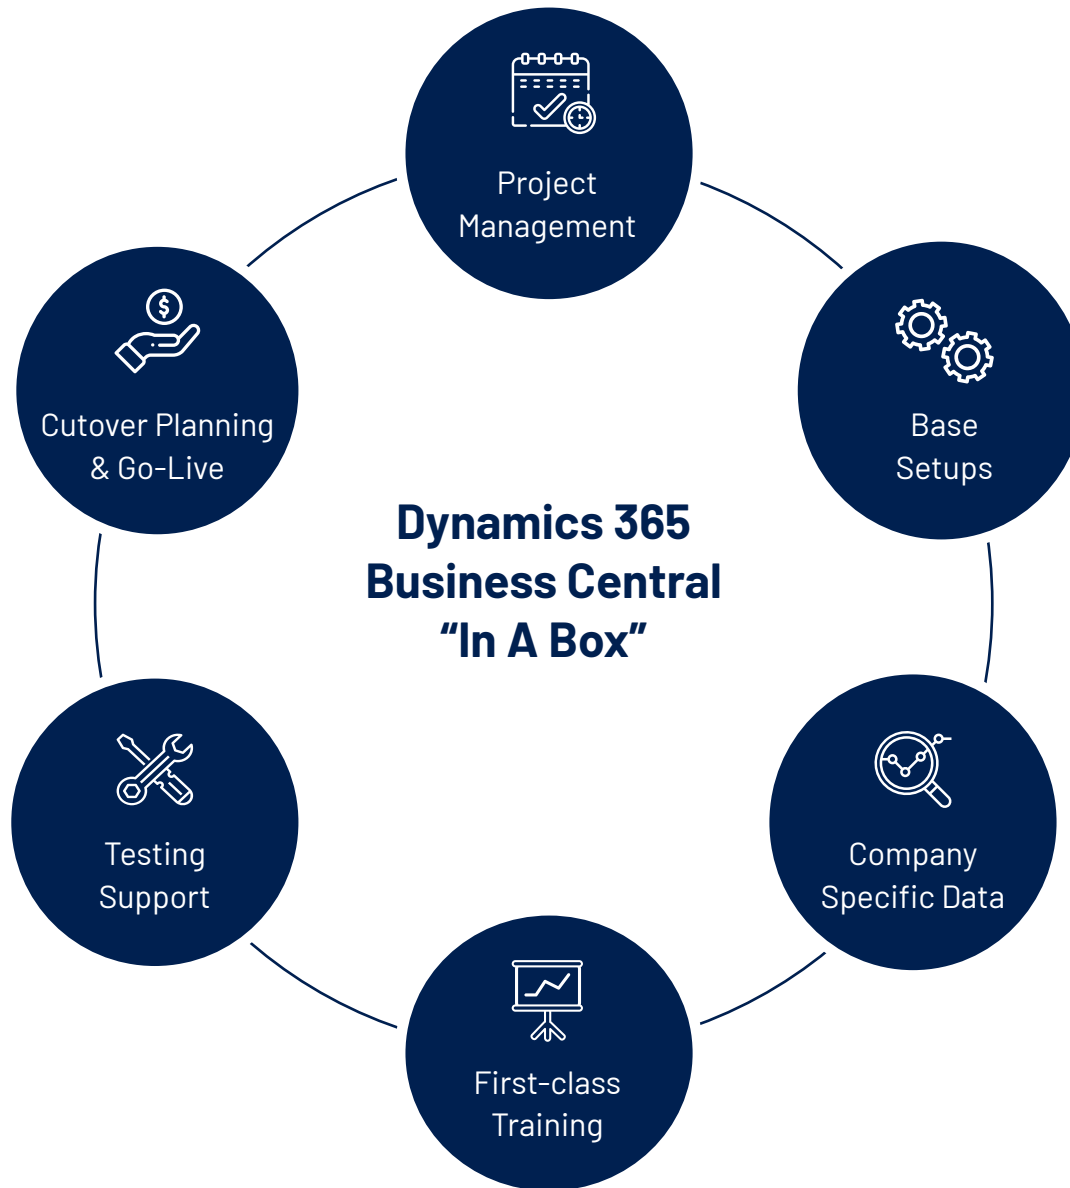 Project
Management
Base
Setups
Company
Specific Data
First-class
Training
Testing
Support
Cutover Planning
& Go-Live
Dynamics 365
Business Central
“In A Box”
$